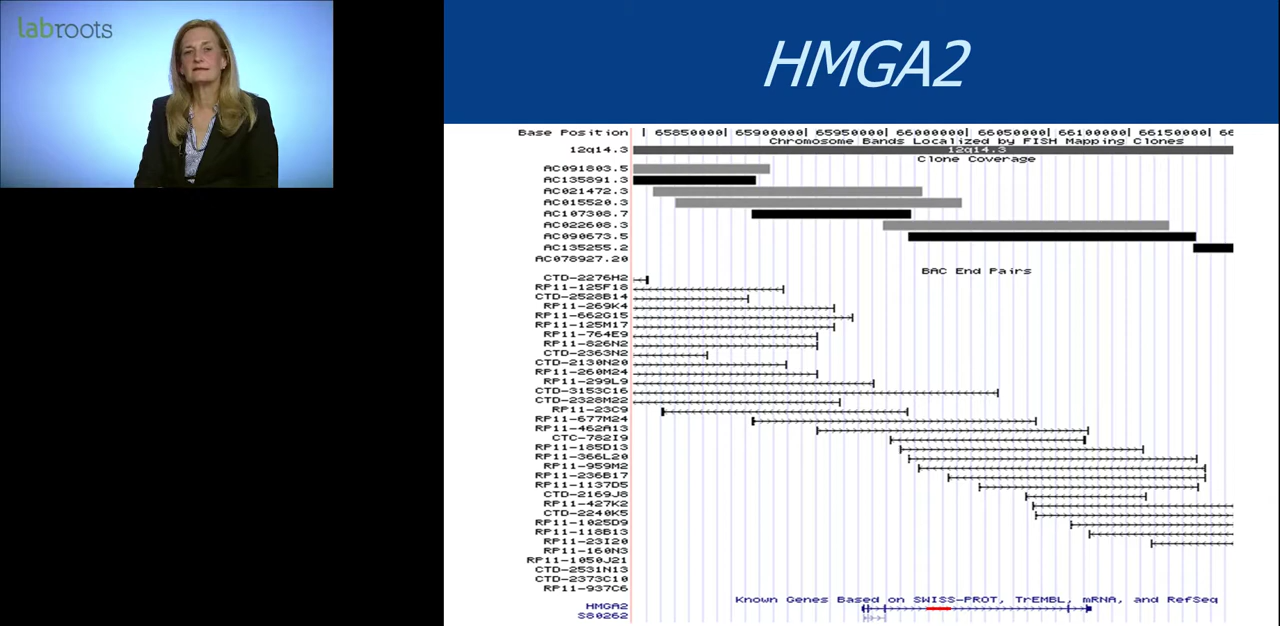 labroots
HMGA2
Base Position | 65850000| 65900000| 65950000| 66000000| 66050000| 66100000| 66150000| 66
Chromosome Bands Localized by FISH Mapping Clones
12q14.3 12q14.3
Clone Coverage
AC091803.5
AC135891.3
AC021472.3
AC015520.3
AC107308.7
AC022608.3
AC090673.5
AC135255.2
AC078927.20
BAC End Pairs
CTD-2276H2
RP11-125F18
CTD-2528B14
RP11-269K4
RP11-662G15
RP11-125M17
RP11-764E9
RP11-826N2
CTD-2363N2
CTD-2130N20
RP11-260M24
RP11-299L9
CTD-3153C16
CTD-2328M22
RP11-23C9
RP11-677M24
RP11-462A13
CTC-782I9
RP11-185D13
RP11-366L20
RP11-959M2
RP11-236B17
RP11-1137D5
CTD-2169J8
RP11-427K2
CTD-2240K5
RP11-1025D9
RP11-118B13
RP11-23I20
RP11-160N3
RP11-1050J21
CTD-2531N13
CTD-2373C10
RP11-937C6
Known Genes Based on SWISS-PROT, TrEMBL, mRNA, and RefSeq
HMGA2
S80262